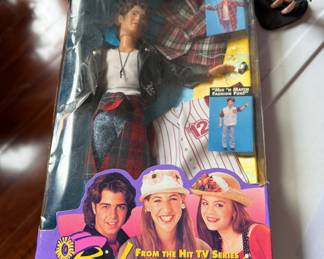 "MIX 'N MATCH
FASHION FUN!"
12
FROM THE HIT TV SERIES